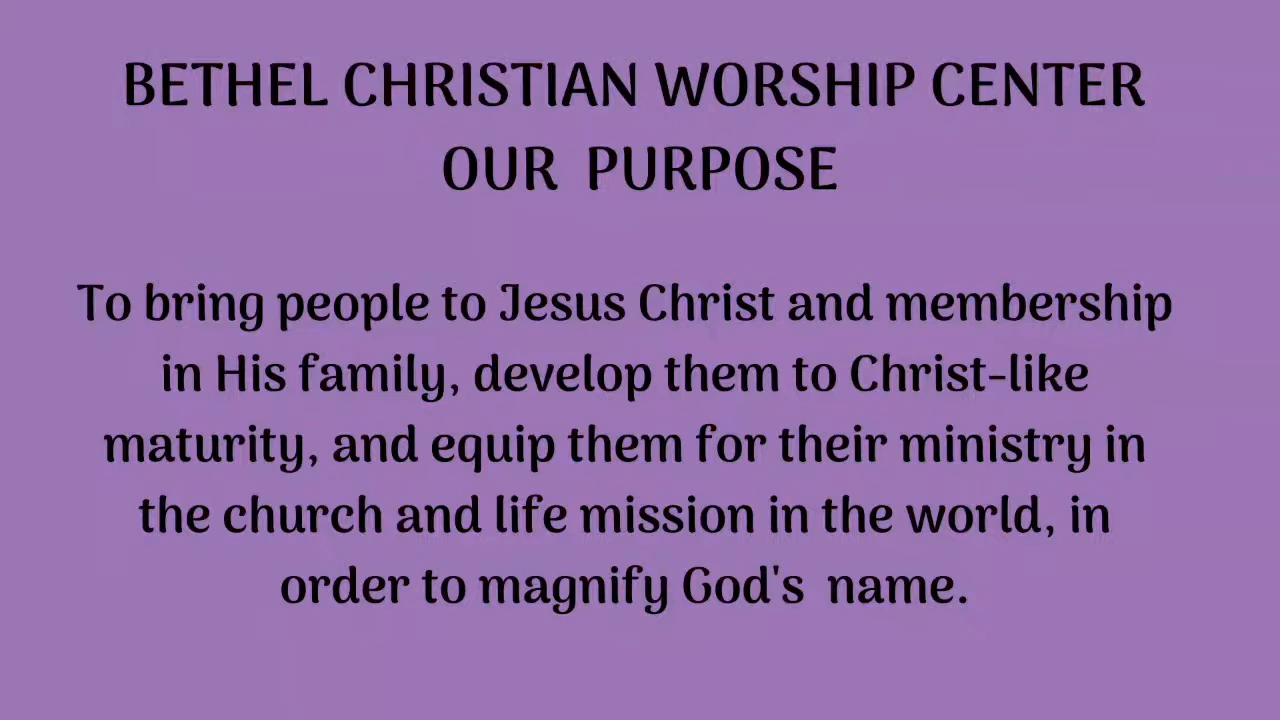 BETHEL CHRISTIAN WORSHIP CENTER
OUR PURPOSE
To bring people to Jesus Christ and membership
in His family, develop them to Christ-like
maturity, and equip them for their ministry in
the church and life mission in the world, in
order to magnify God's name.